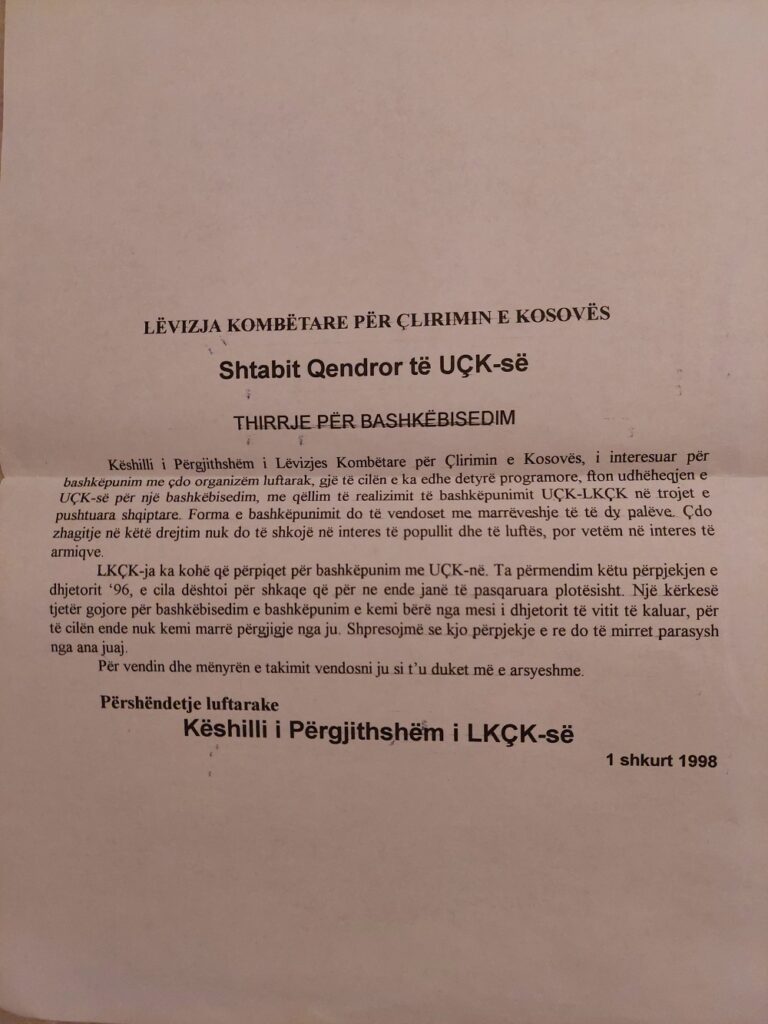 LËVIZJA KOMBËTARE PËR ÇLIRIMIN E KOSOVËS
Shtabit Qendror të UÇK-së
THIRRJE PËR BASHKËBISEDIM
Këshilli i Përgjithshëm i Lëvizjes Kombëtare për Çlirimin e Kosovës, i interesuar për
bashkëpunim me çdo organizëm luftarak, gjë të cilën e ka edhe detyrë programore, fton udhëheqjen e
UÇK-së për një bashkëbisedim, me qëllim të realizimit të bashkëpunimit UÇK-LKÇK në trojet e
pushtuara shqiptare. Forma e bashkëpunimit do të vendoset me marrëveshje të të dy palëve. Çdo
zhagitje në këtë drejtim nuk do të shkojë në interes të popullit dhe të luftës, por vetëm në interes të
armiqve.
LKÇK-ja ka kohë që përpiqet për bashkëpunim me UÇK-në. Ta përmendim këtu përpjekjen e
dhjetorit ‘96, e cila dështoi për shkaqe që për ne ende janë të pasqaruara plotësisht. Një kërkesë
tjetër gojore për bashkëbisedim e bashkëpunim e kemi bërë nga mesi i dhjetorit të vitit të kaluar, për
të cilën ende nuk kemi marrë përgjigje nga ju. Shpresojmë se kjo përpjekje e re do të mirret parasysh
nga ana juaj.
Për vendin dhe mënyrën e takimit vendosni ju si t’u duket më e arsyeshme.
Përshëndetje luftarake
Këshilli i Përgjithshëm i LKÇK-së
1 shkurt 1998